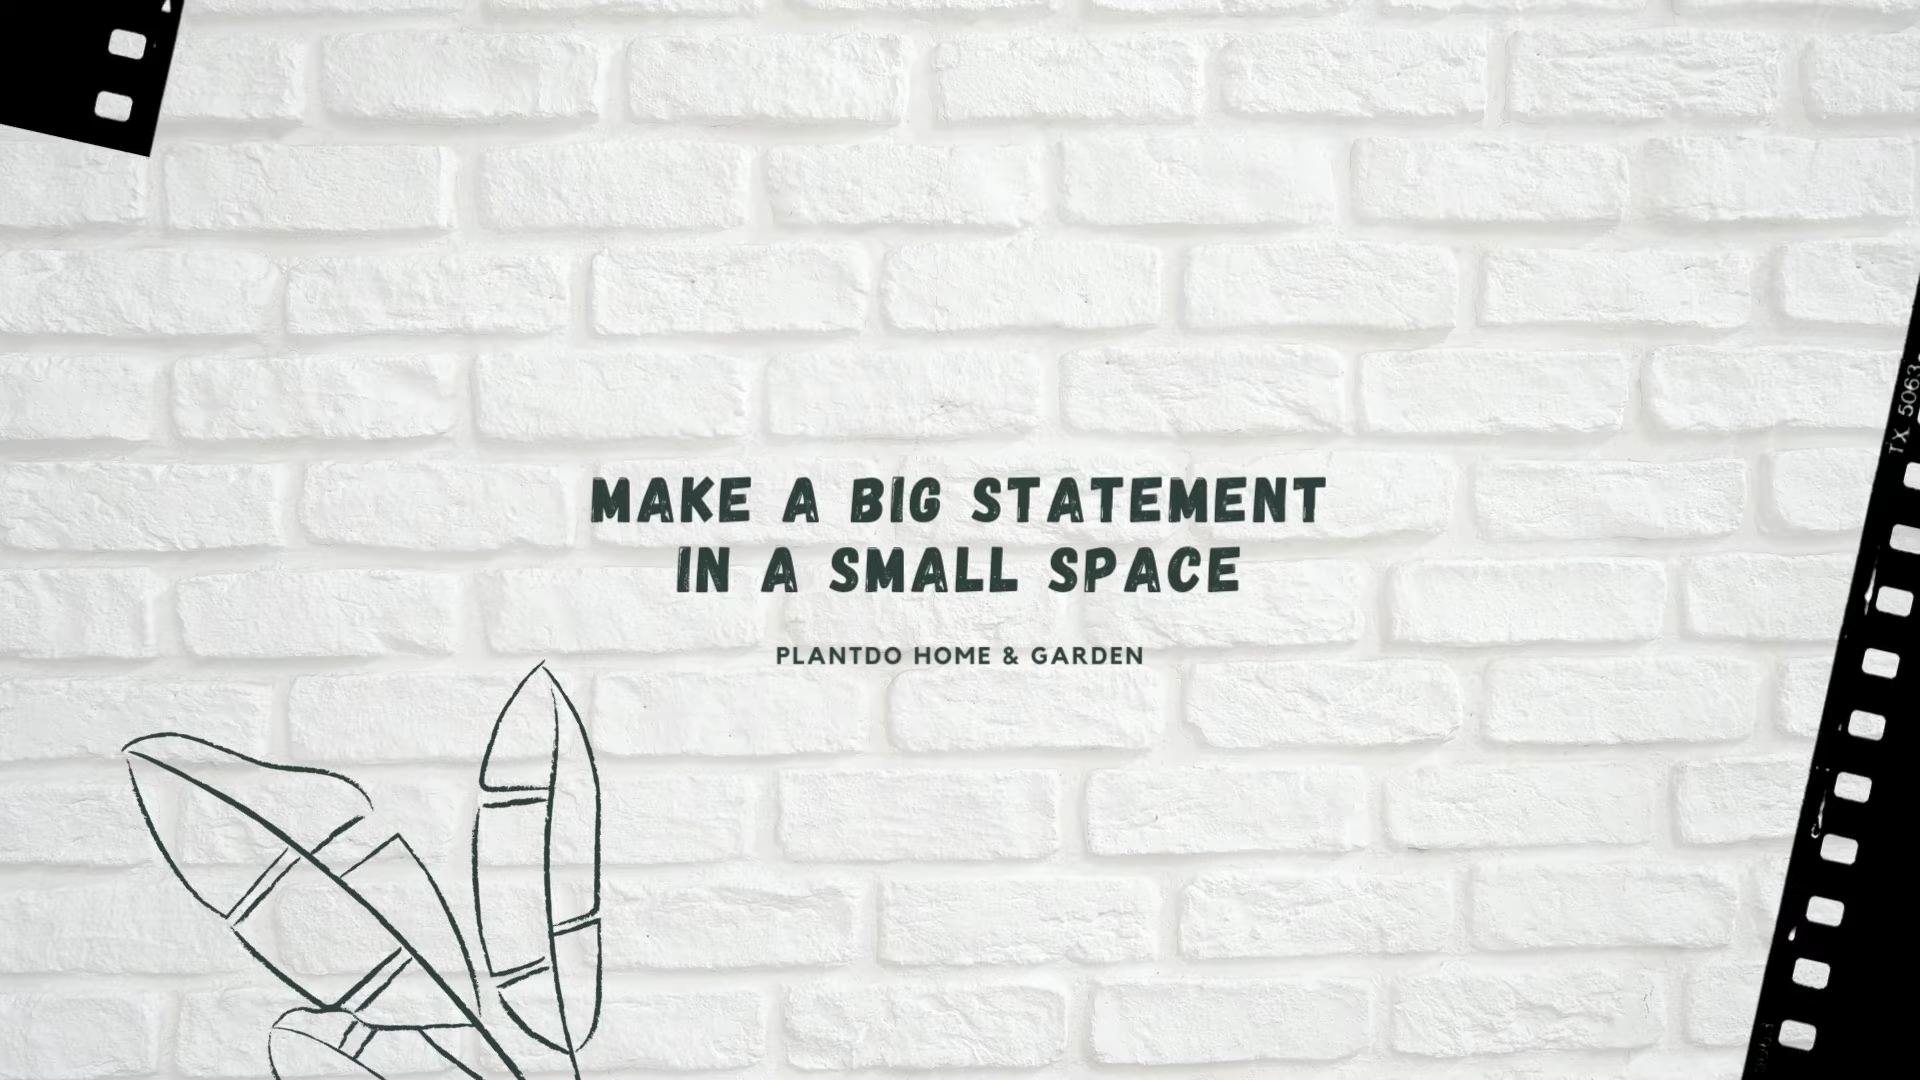 MAKE A BIG STATEMENT
IN A SMALL SPACE
PLANTDO HOME & GARDEN
TX 5063